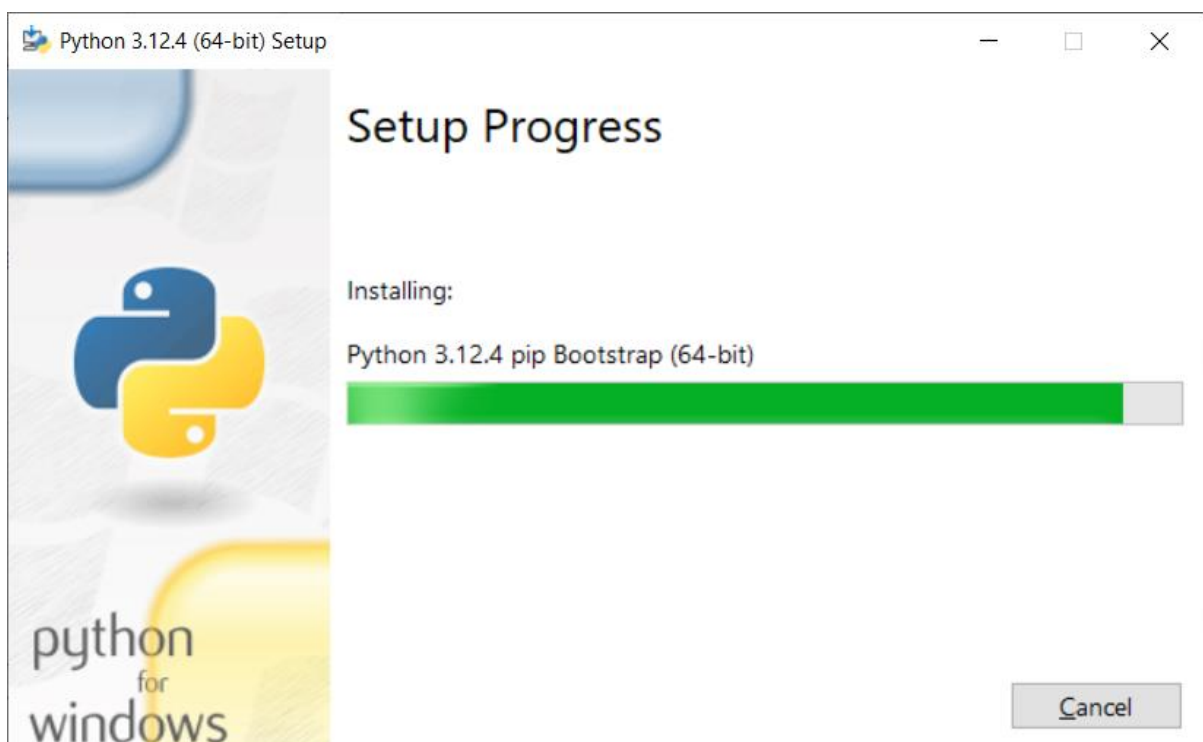 Python 3.12.4 (64-bit) Setup
Setup Progress
Installing:
Python 3.12.4 pip Bootstrap (64-bit)
python
for
windows
Cancel